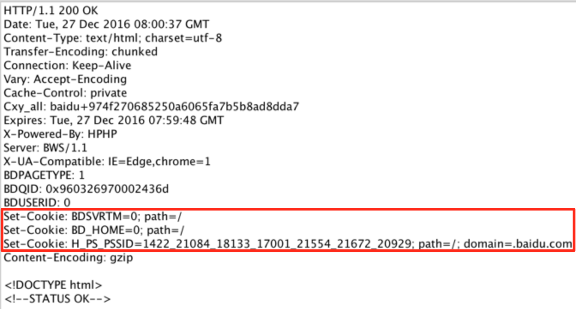 HTTP/1.1 200 OK
Date: Tue, 27 Dec 2016 08:00:37 GMT
Content-Type: text/html; charset=utf-8
Transfer-Encoding: chunked
Connection: Keep-Alive
Vary: Accept-Encoding
Cache-Control: private
Cxy_all: baidu+974f270685250a6065fa7b5b8ad8dda7
Expires: Tue, 27 Dec 2016 07:59:48 GMT
X-Powered-By: HPHP
Server: BWS/1.1
X-UA-Compatible: IE=Edge,chrome=1
BDPAGETYPE: 1
BDQID: 0x960326970002436d
BDUSERID: 0
Set-Cookie: BDSVRTM=0; path=/
Set-Cookie: BD_HOME=0; path=/
Set-Cookie: H_PS_PSSID=1422_21084_18133_17001_21554_21672_20929; path=/; domain=.baidu.com
Content-Encoding: gzip
<!DOCTYPE html>
<!--STATUS OK-->